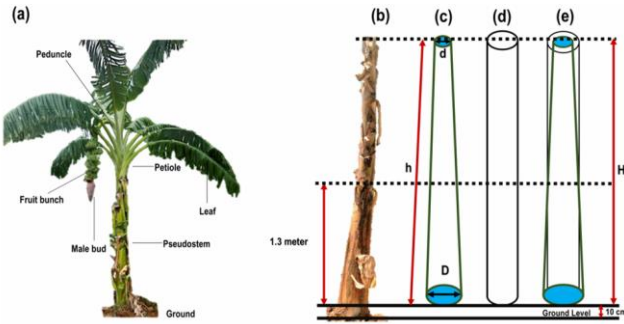 (a)
Peduncle
Petiole
Fruit bunch
Leaf
Male bud
Pseudostem
Ground
(b) (c) (d) (e)
d
h
H
1.3 meter
D
Ground Level
10 cm